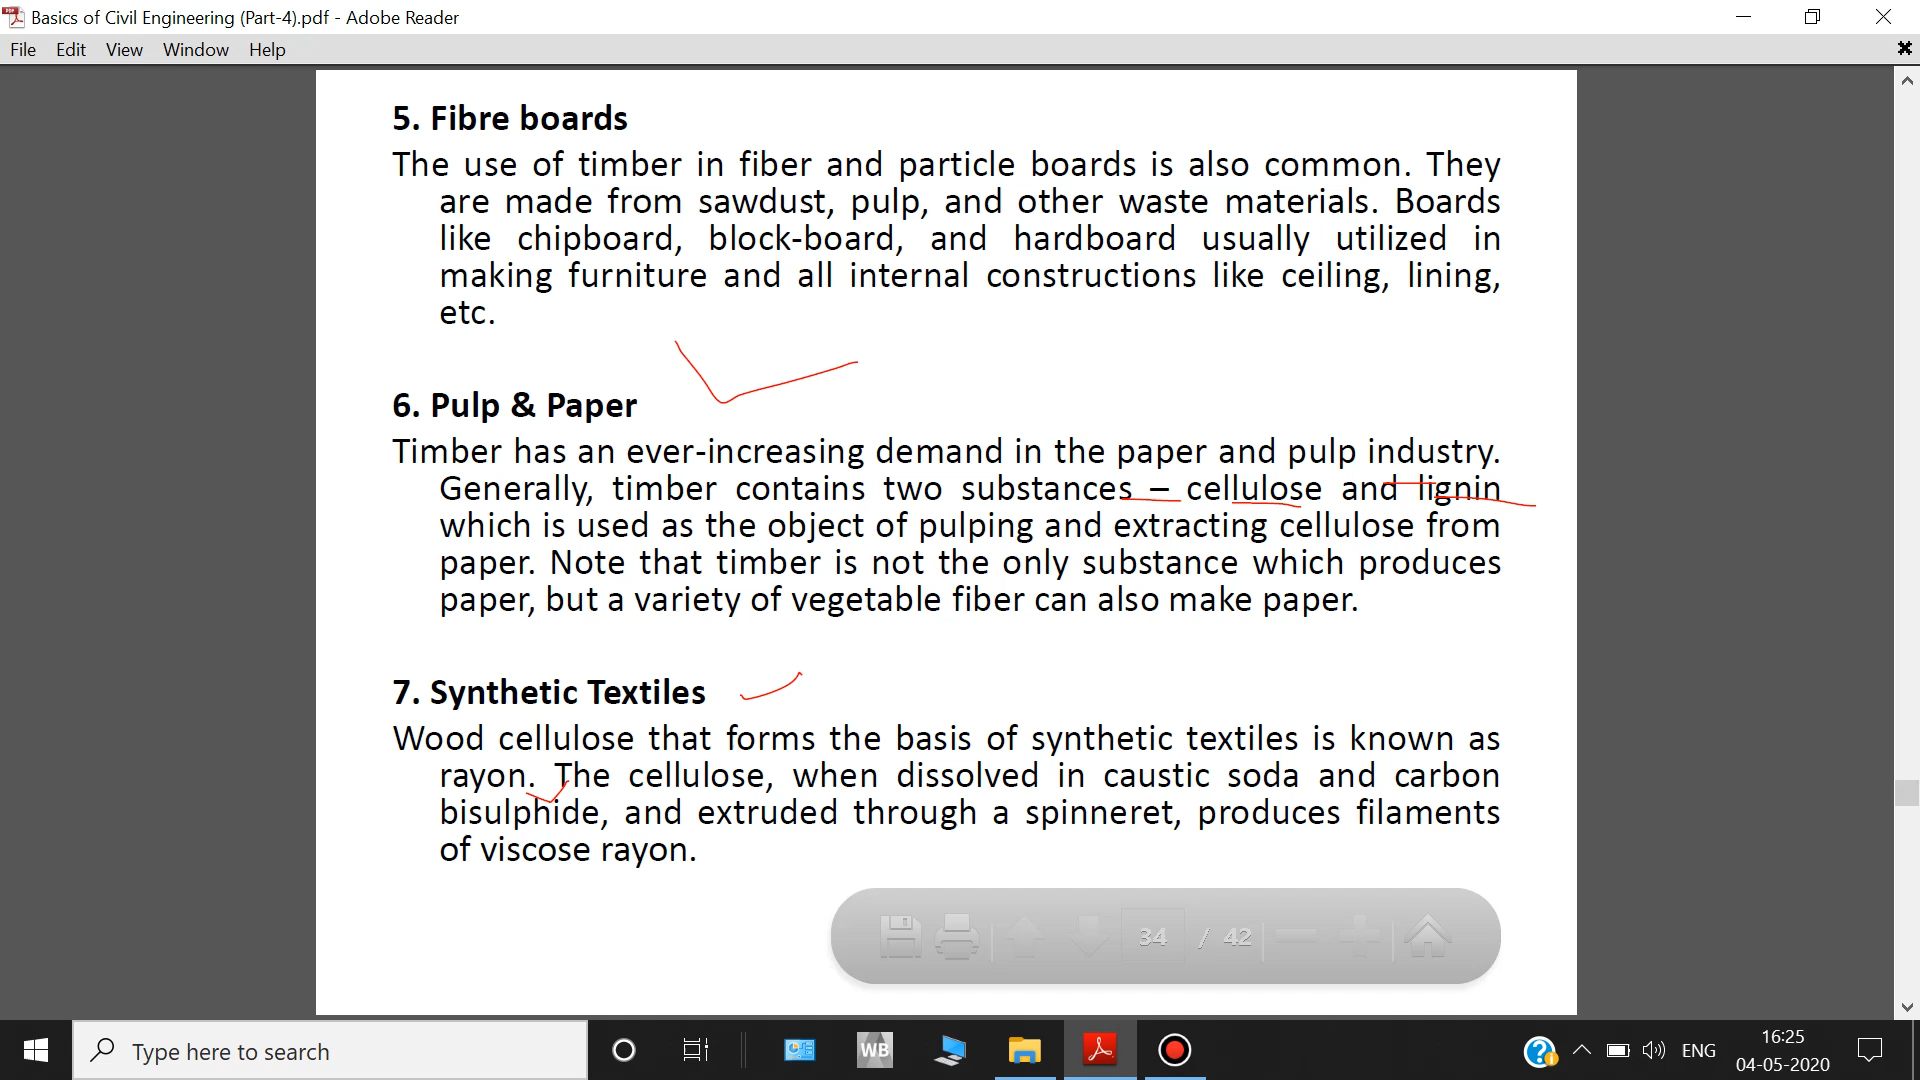 Basics of Civil Engineering (Part-4).pdf - Adobe Reader
File Edit View Window Help
5. Fibre boards
The use of timber in fiber and particle boards is also common. They
are made from sawdust, pulp, and other waste materials. Boards
like chipboard, block-board, and hardboard usually utilized in
making furniture and all internal constructions like ceiling, lining,
etc.
6. Pulp & Paper
Timber has an ever-increasing demand in the paper and pulp industry.
Generally, timber contains two substances – cellulose and lignin
which is used as the object of pulping and extracting cellulose from
paper. Note that timber is not the only substance which produces
paper, but a variety of vegetable fiber can also make paper.
7. Synthetic Textiles
Wood cellulose that forms the basis of synthetic textiles is known as
rayon. The cellulose, when dissolved in caustic soda and carbon
bisulphide, and extruded through a spinneret, produces filaments
of viscose rayon.
34 / 42
Type here to search
WB
ENG
16:25
04-05-2020